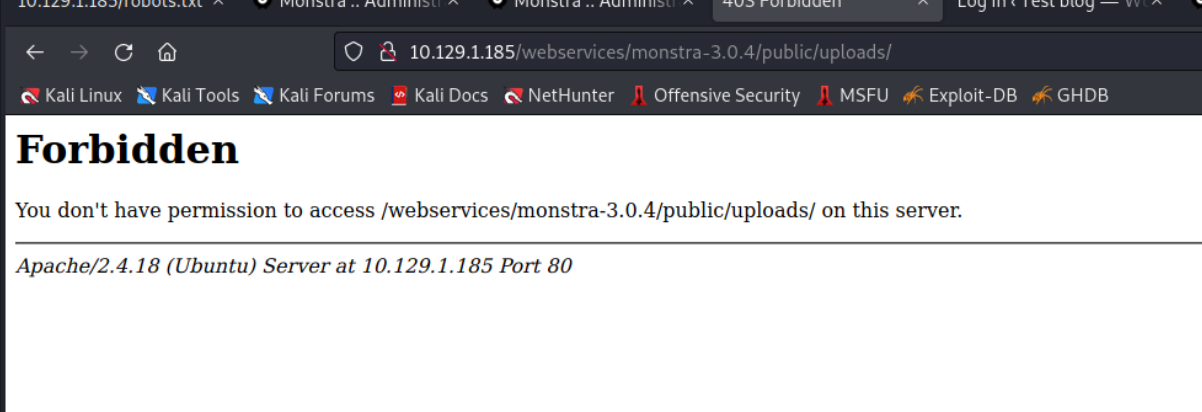 10.129.1.185/robots.txt
Monstra :: Administr
Monstra :: Administr
403 Forbidden
Log In ‹ Test blog — W
10.129.1.185/webservices/monstra-3.0.4/public/uploads/
Kali Linux Kali Tools Kali Forums Kali Docs NetHunter Offensive Security MSFU Exploit-DB GHDB
Forbidden
You don't have permission to access /webservices/monstra-3.0.4/public/uploads/ on this server.
Apache/2.4.18 (Ubuntu) Server at 10.129.1.185 Port 80